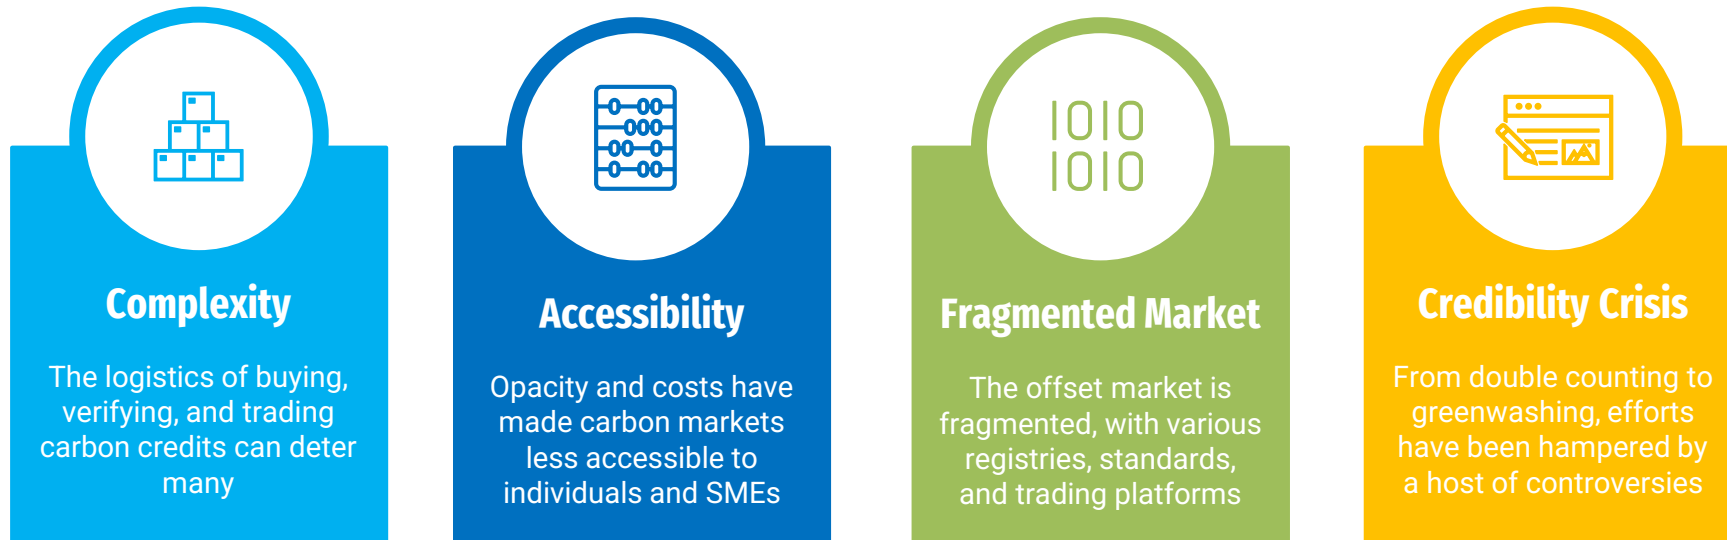 IOIO
IOIO
Complexity
The logistics of buying,
verifying, and trading
carbon credits can deter
many
Accessibility
Opacity and costs have
made carbon markets
less accessible to
individuals and SMEs
Fragmented Market
The offset market is
fragmented, with various
registries, standards,
and trading platforms
Credibility Crisis
From double counting to
greenwashing, efforts
have been hampered by
a host of controversies